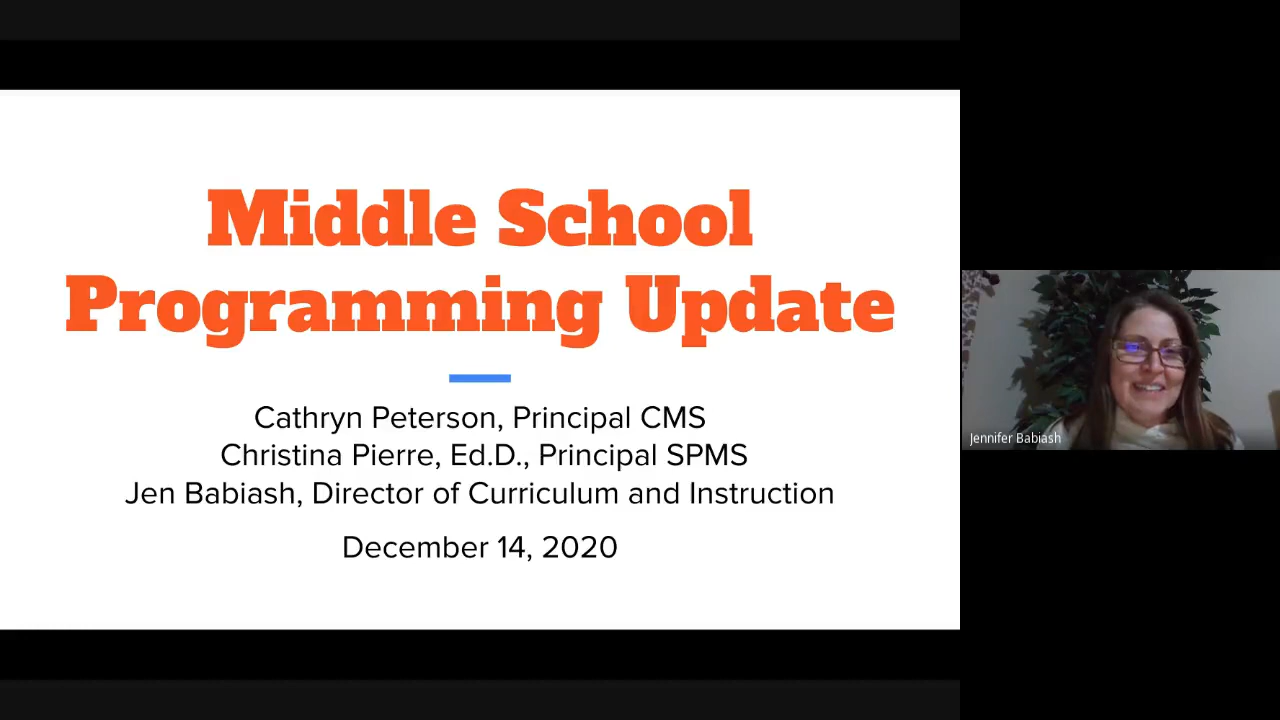 Middle School
Programming Update
Cathryn Peterson, Principal CMS
Christina Pierre, Ed.D., Principal SPMS
Jen Babiash, Director of Curriculum and Instruction
December 14, 2020
Jennifer Babiash